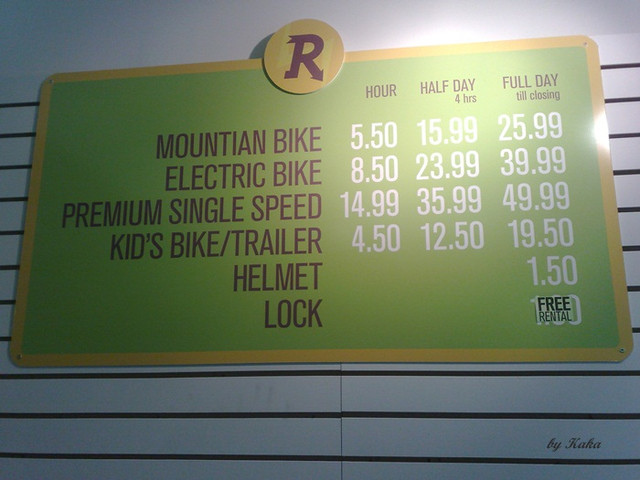 R
HOUR HALF DAY FULL DAY
4 hrs till closing
MOUNTIAN BIKE 5.50 15.99 25.99
ELECTRIC BIKE 8.50 23.99 39.99
PREMIUM SINGLE SPEED 14.99 35.99 49.99
KID'S BIKE/TRAILER 4.50 12.50 19.50
HELMET 1.50
LOCK FREE
RENTAL
by Kaka